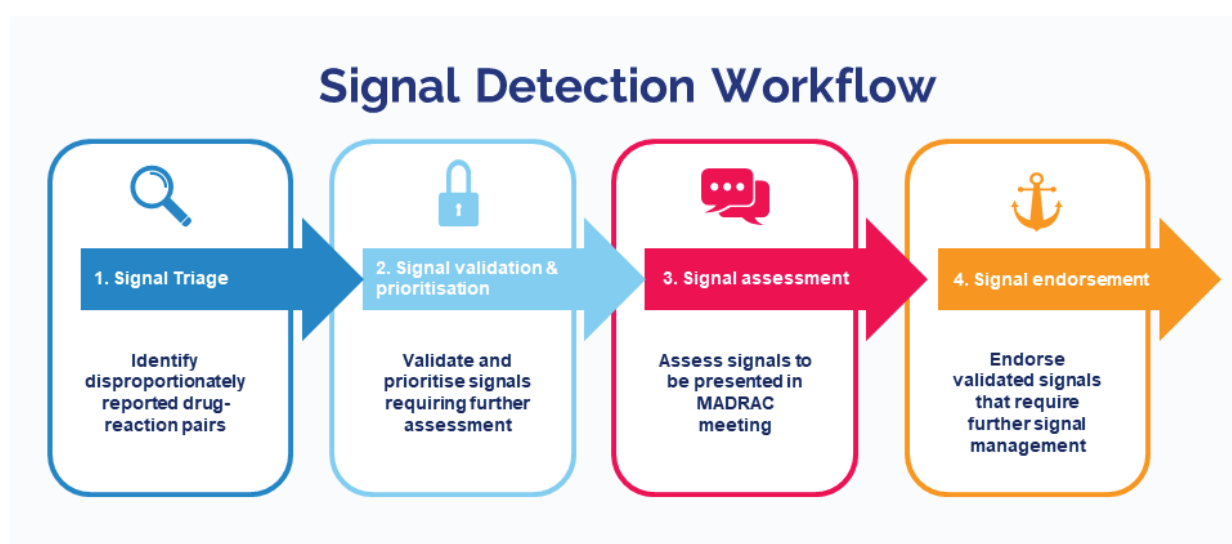 Signal Detection Workflow
1. Signal Triage
Identify
disproportionately
reported drug-
reaction pairs
2. Signal validation &
prioritisation
Validate and
prioritise signals
requiring further
assessment
3. Signal assessment
Assess signals to
be presented in
MADRAC
meeting
4. Signal endorsement
Endorse
validated signals
that require
further signal
management